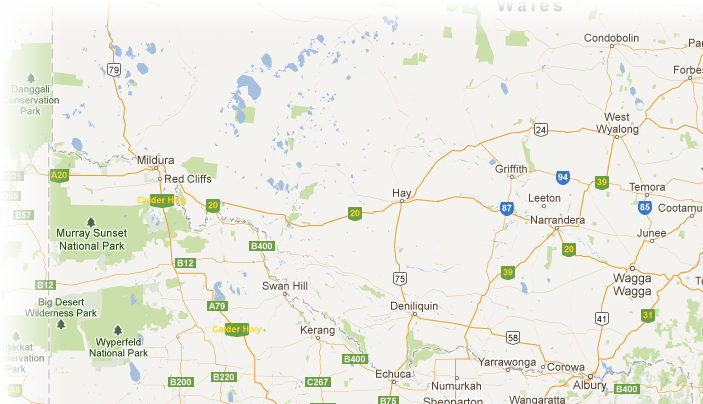 Wales
Condobolin
79
Forbes
Danggali
Conservation
Park
West
Wyalong
24
Mildura
A20
Red Cliffs
Griffith
94
39
Temora
Hay
Leeton
Calder Hwy
20
20
87
85
Cootamu
B57
Narrandera
Murray Sunset
National Park
B400
20
Junee
B12
39
Wagga
Wagga
B12
75
Swan Hill
Big Desert
Wilderness Park
A79
Deniliquin
41
31
Calder Hwy
Kerang
58
Wyperfeld
National Park
B400
Yarrawonga
Corowa
Echuca
Albury
B200
B220
C267
Numurkah
B400
B75
Shepparton
Wangaratta